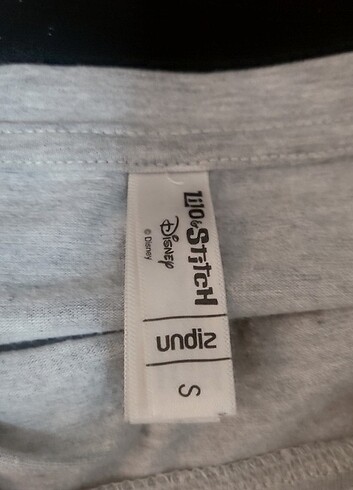 Lilo & Stitch
Disney
© Disney
undiz
S